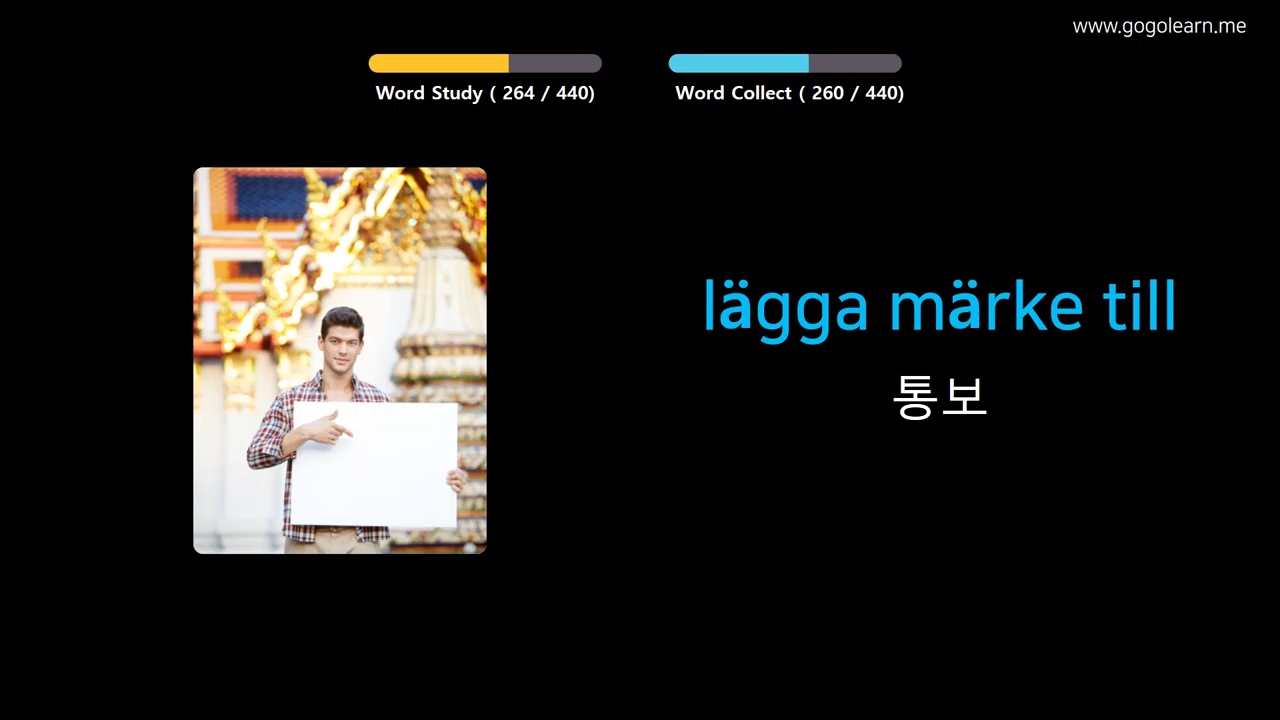 www.gogolearn.me
Word Study ( 264 / 440)
Word Collect ( 260 / 440)
lägga märke till
통보